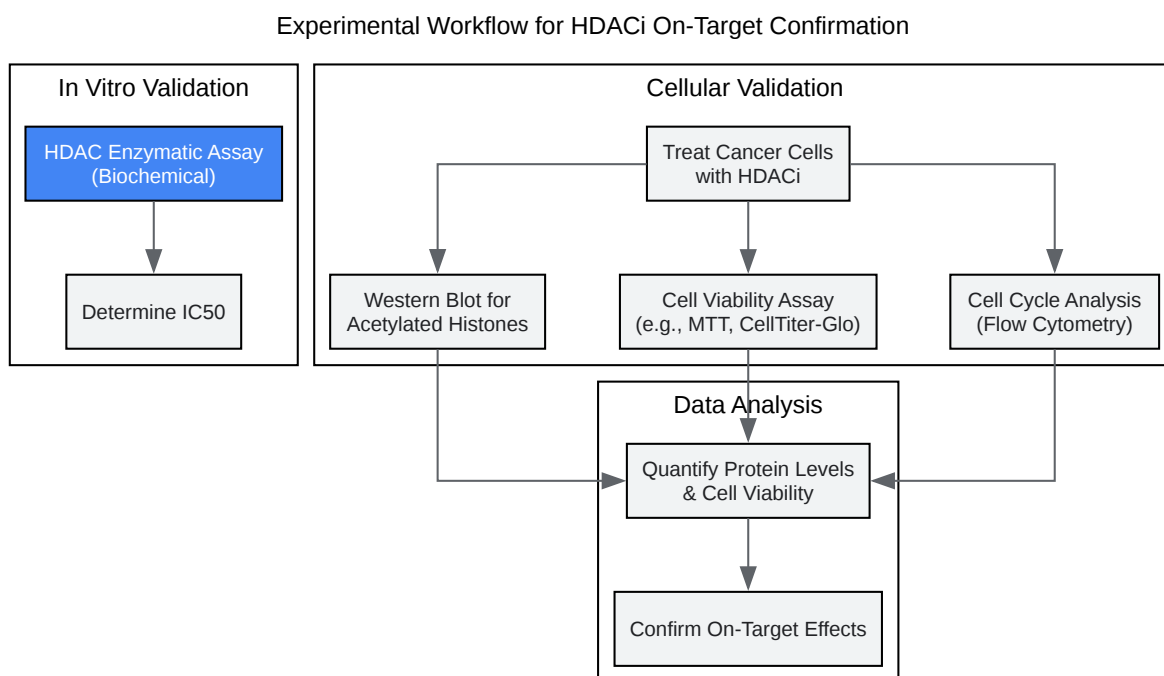 Experimental Workflow for HDACi On-Target Confirmation
In Vitro Validation
HDAC Enzymatic Assay
(Biochemical)
Determine IC50
Cellular Validation
Treat Cancer Cells
with HDACi
Western Blot for
Acetylated Histones
Cell Viability Assay
(e.g., MTT, CellTiter-Glo)
Cell Cycle Analysis
(Flow Cytometry)
Data Analysis
Quantify Protein Levels
& Cell Viability
Confirm On-Target Effects